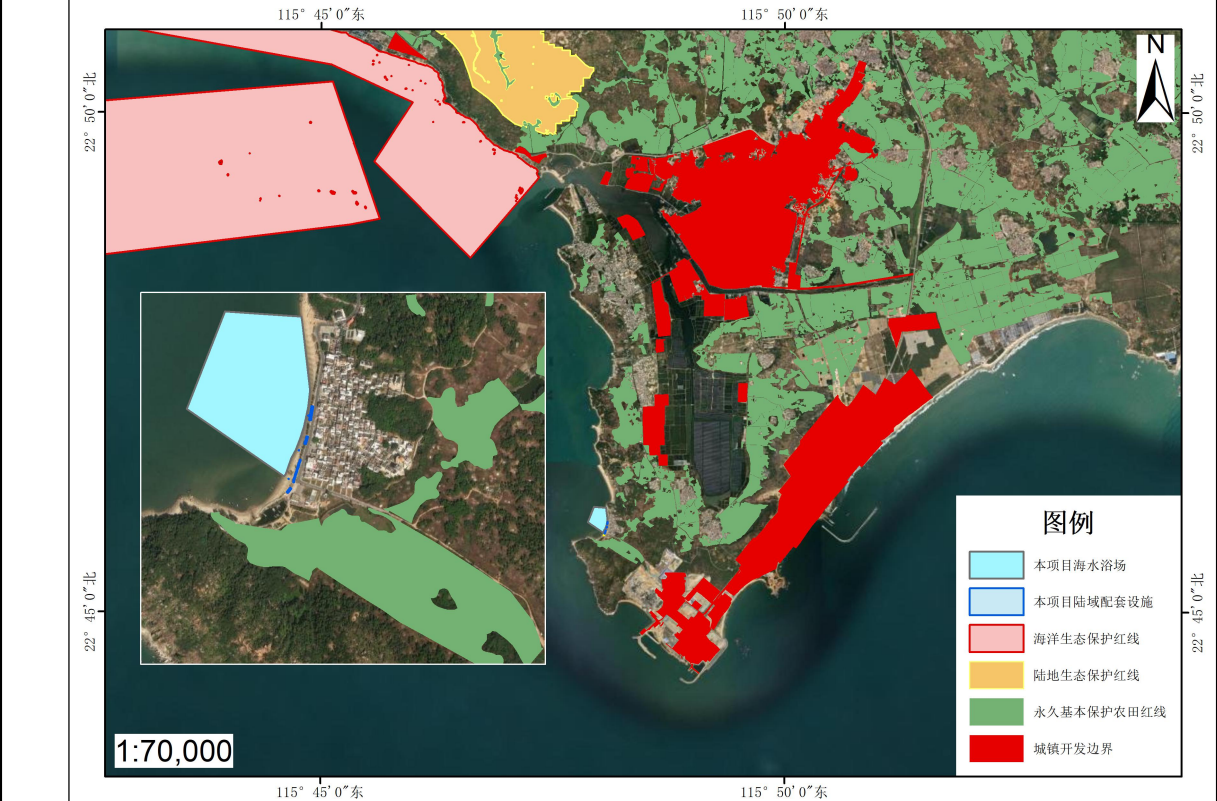 115° 45′0″东
115° 50′0″东
22° 50′0″北
22° 50′0″北
N
图例
本项目海水浴场
本项目陆域配套设施
海洋生态保护红线
陆地生态保护红线
永久基本保护农田红线
城镇开发边界
22° 45′0″北
22° 45′0″北
1:70,000
115° 45′0″东
115° 50′0″东